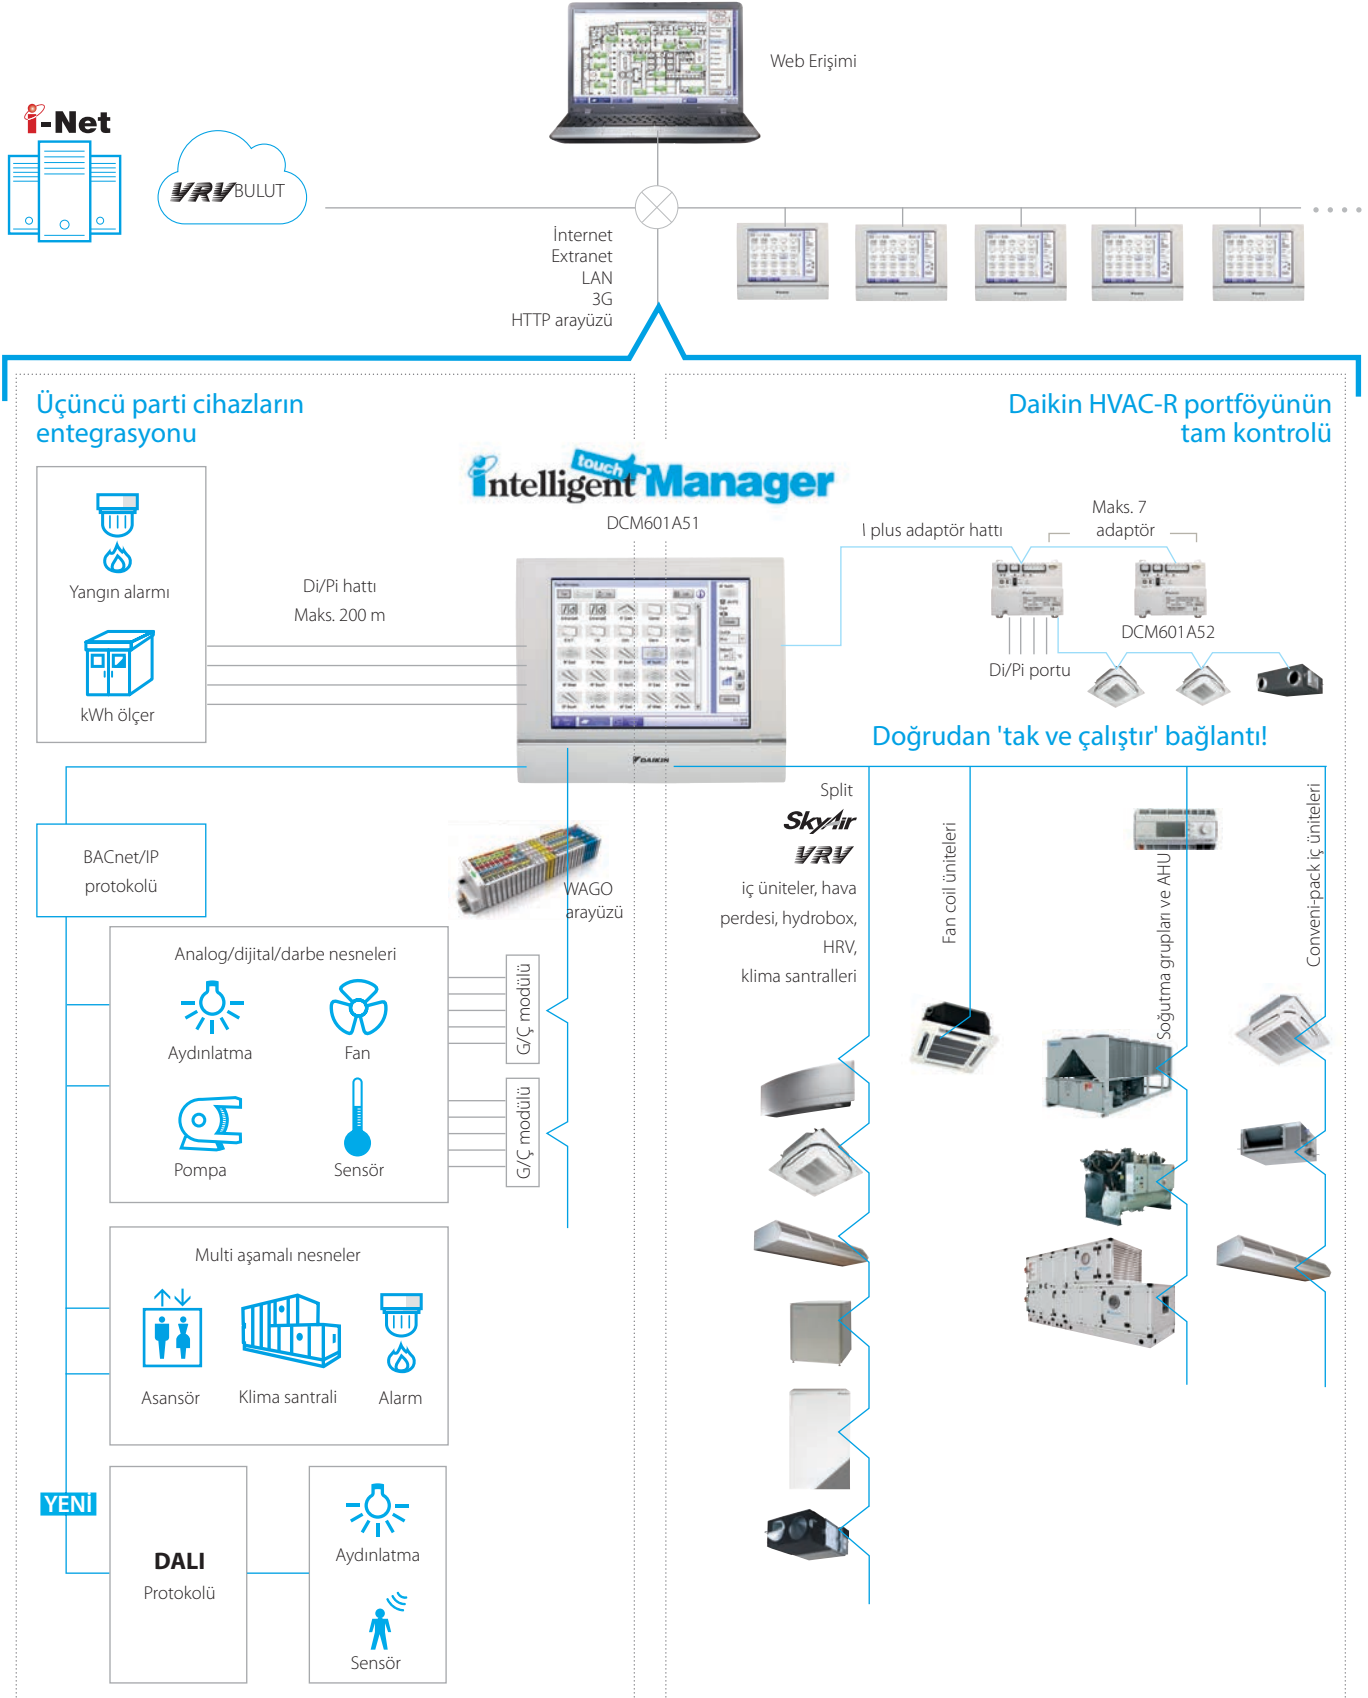 Web Erişimi
i-Net
VRV BULUT
İnternet
Extranet
LAN
3G
HTTP arayüzü
Üçüncü parti cihazların
entegrasyonu
Daikin HVAC-R portföyünün
tam kontrolü
intelligent touch Manager
DCM601A51
Yangın alarmı
kWh ölçer
Di/Pi hattı
Maks. 200 m
I plus adaptör hattı
Maks. 7
adaptör
DCM601A52
Di/Pi portu
Doğrudan 'tak ve çalıştır' bağlantı!
DAIKIN
BACnet/IP
protokolü
WAGO
arayüzü
Split
SkyAir
VRV
iç üniteler, hava
perdesi, hydrobox,
HRV,
klima santralleri
Fan coil üniteleri
Soğutma grupları ve AHU
Conveni-pack iç üniteleri
Analog/dijital/darbe nesneleri
Aydınlatma
Fan
Pompa
Sensör
G/Ç modülü
G/Ç modülü
Multi aşamalı nesneler
Asansör
Klima santrali
Alarm
YENİ
DALI
Protokolü
Aydınlatma
Sensör